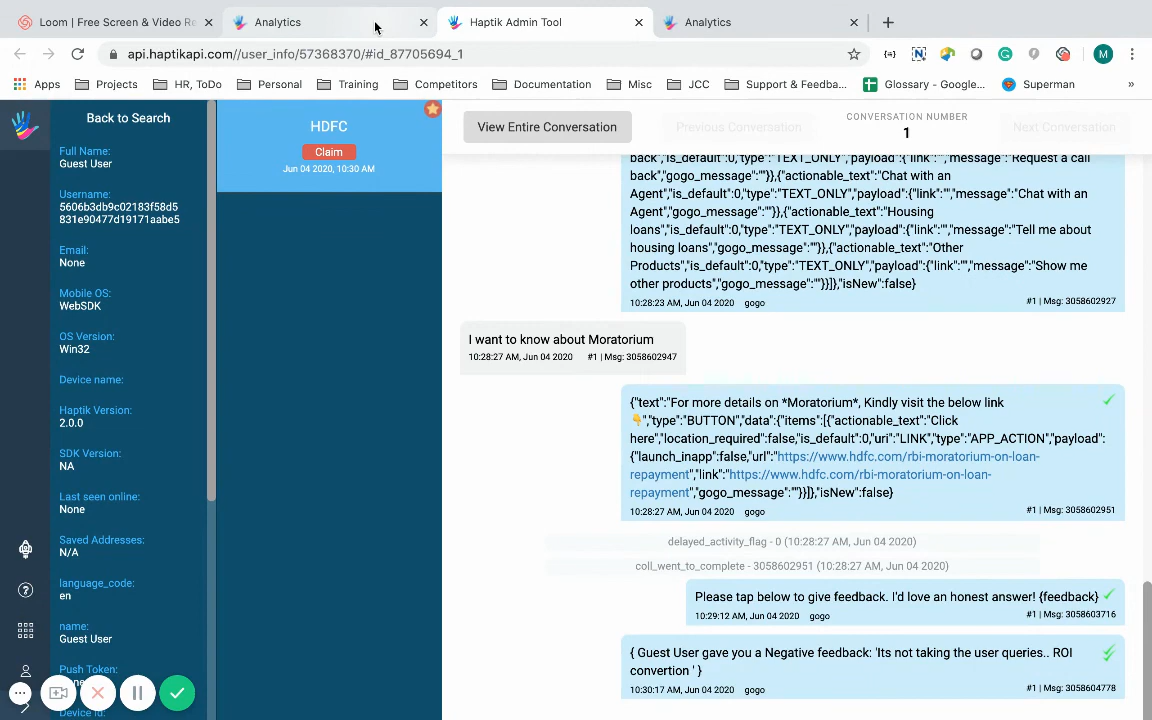 Loom | Free Screen & Video Re
Analytics
Haptik Admin Tool
Analytics
api.haptikapi.com//user_info/57368370/#id_87705694_1
M
Apps
Projects
HR, ToDo
Personal
Training
Competitors
Documentation
Misc
JCC
Support & Feedba...
Glossary - Google...
Superman
»
Back to Search
Full Name:
Guest User
Username:
5606b3db9c02183f58d5
831e90477d19171aabe5
Email:
None
Mobile OS:
WebSDK
OS Version:
Win32
Device name:
Haptik Version:
2.0.0
SDK Version:
NA
Last seen online:
None
Saved Addresses:
N/A
language_code:
en
name:
Guest User
Push Token:
Device id:
HDFC
Claim
Jun 04 2020, 10:30 AM
View Entire Conversation
Previous Conversation
CONVERSATION NUMBER
1
Next Conversation
back","is_default":0,"type":"TEXT_ONLY","payload":{"link":"","message":"Request a call
back","gogo_message":""}},{"actionable_text":"Chat with an
Agent","is_default":0,"type":"TEXT_ONLY","payload":{"link":"","message":"Chat with an
Agent","gogo_message":""}},{"actionable_text":"Housing
loans","is_default":0,"type":"TEXT_ONLY","payload":{"link":"","message":"Tell me about
housing loans","gogo_message":""}},{"actionable_text":"Other
Products","is_default":0,"type":"TEXT_ONLY","payload":{"link":"","message":"Show me
other products","gogo_message":""}}]},"isNew":false}
10:28:23 AM, Jun 04 2020 gogo #1 | Msg: 3058602927
I want to know about Moratorium
10:28:27 AM, Jun 04 2020 #1 | Msg: 3058602947
{"text":"For more details on *Moratorium*, Kindly visit the below link
👇","type":"BUTTON","data":{"items":[{"actionable_text":"Click
here","location_required":false,"is_default":0,"uri":"LINK","type":"APP_ACTION","payload":
{"launch_inapp":false,"url":"https://www.hdfc.com/rbi-moratorium-on-loan-
repayment","link":"https://www.hdfc.com/rbi-moratorium-on-loan-
repayment","gogo_message":""}}]},"isNew":false}
10:28:27 AM, Jun 04 2020 gogo #1 | Msg: 3058602951
delayed_activity_flag - 0 (10:28:27 AM, Jun 04 2020)
coll_went_to_complete - 3058602951 (10:28:27 AM, Jun 04 2020)
Please tap below to give feedback. I'd love an honest answer! {feedback}
10:29:12 AM, Jun 04 2020 gogo #1 | Msg: 3058603716
{ Guest User gave you a Negative feedback: 'Its not taking the user queries.. ROI
convertion ' }
10:30:17 AM, Jun 04 2020 gogo #1 | Msg: 3058604778